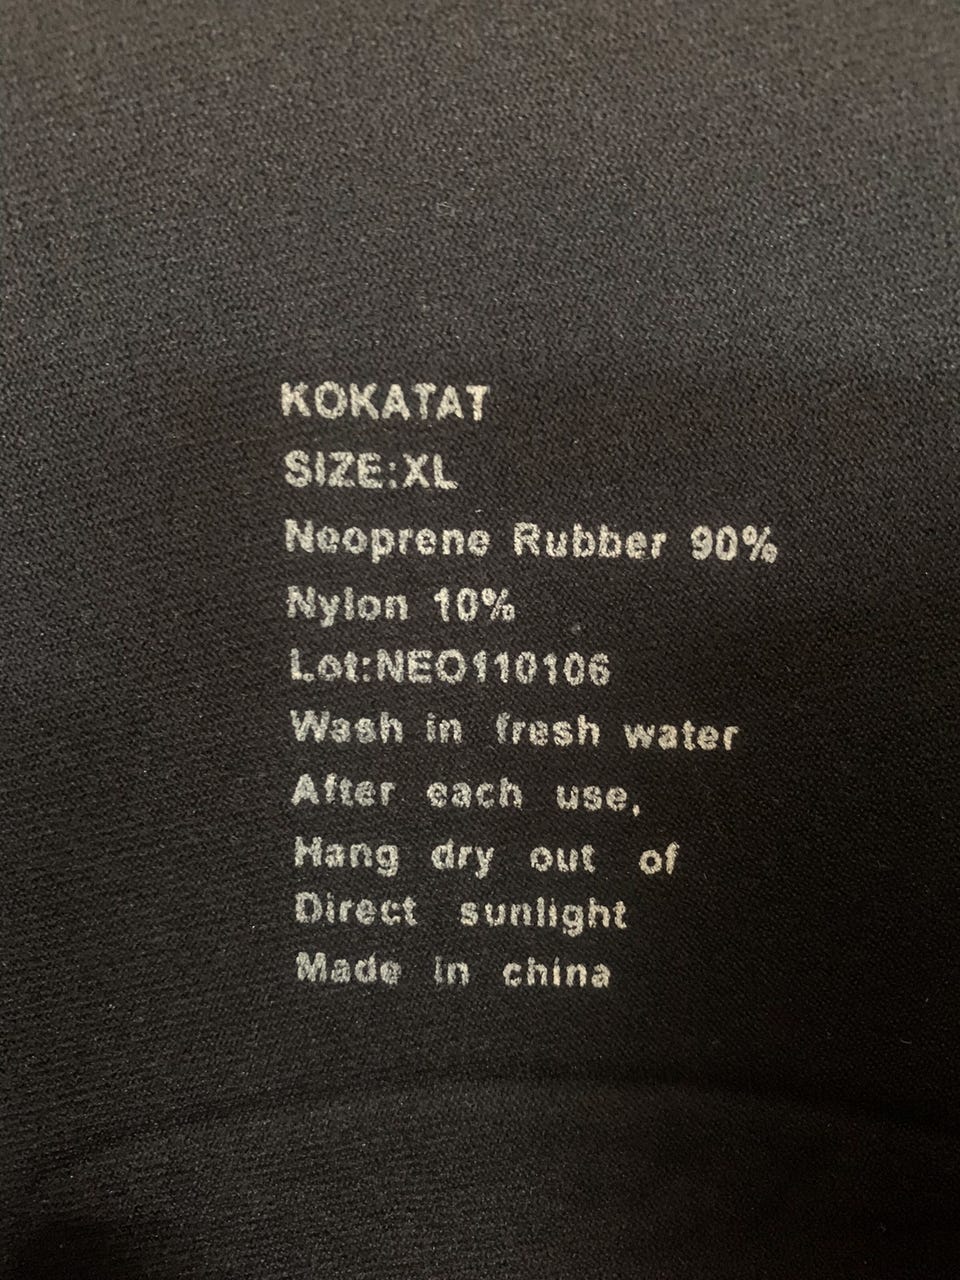 KOKATAT
SIZE:XL
Neoprene Rubber 90%
Nylon 10%
Lot:NEO110106
Wash in fresh water
After each use,
Hang dry out of
Direct sunlight
Made in china